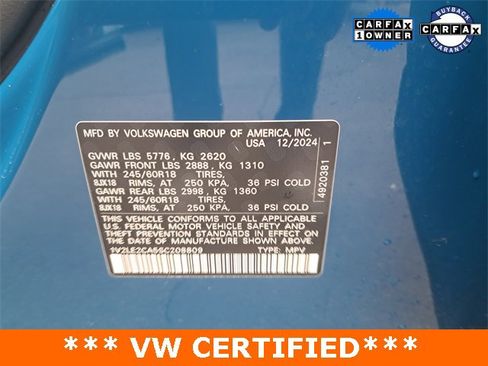 CARFAX
1 OWNER
BUYBACK
CARFAX
GUARANTEE
MFD BY VOLKSWAGEN GROUP OF AMERICA, INC.
USA 12/2024
GVWR LBS 5776 , KG 2620
GAWR FRONT LBS 2888 , KG 1310
WITH 245/60R18 TIRES,
8JX18 RIMS, AT 250 KPA, 36 PSI COLD
GAWR REAR LBS 2998 , KG 1360
WITH 245/60R18 TIRES,
8JX18 RIMS, AT 250 KPA, 36 PSI COLD
THIS VEHICLE CONFORMS TO ALL APPLICABLE
U.S. FEDERAL MOTOR VEHICLE
SAFETY STANDARDS IN EFFECT ON THE
DATE OF MANUFACTURE SHOWN ABOVE.
TYPE: MPV
4920381 1
*** VW CERTIFIED***